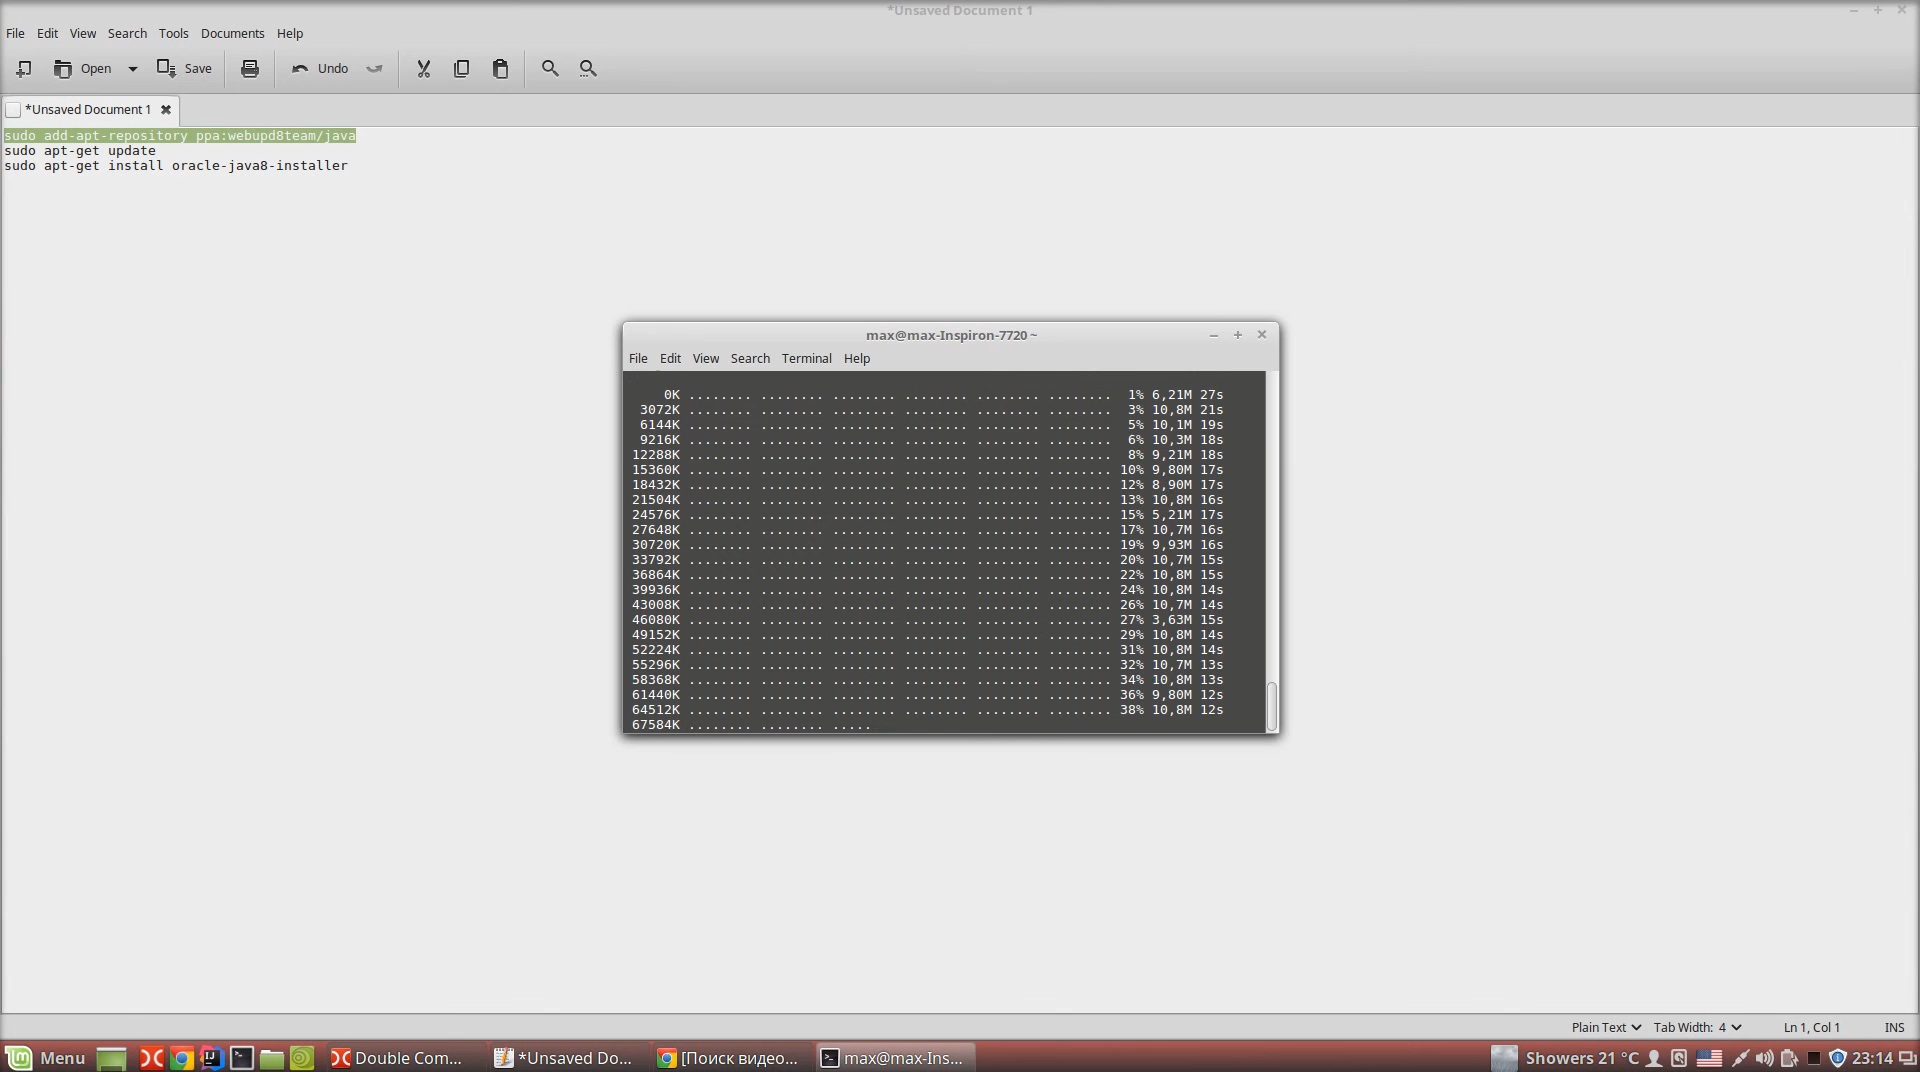 *Unsaved Document 1
File Edit View Search Tools Documents Help
Open Save Undo
*Unsaved Document 1
sudo add-apt-repository ppa:webupd8team/java
sudo apt-get update
sudo apt-get install oracle-java8-installer
max@max-Inspiron-7720 ~
File Edit View Search Terminal Help
0K ........ ........ ........ ........ ........ ........ 1% 6,21M 27s
3072K ........ ........ ........ ........ ........ ........ 3% 10,8M 21s
6144K ........ ........ ........ ........ ........ ........ 5% 10,1M 19s
9216K ........ ........ ........ ........ ........ ........ 6% 10,3M 18s
12288K ........ ........ ........ ........ ........ ........ 8% 9,21M 18s
15360K ........ ........ ........ ........ ........ ........ 10% 9,80M 17s
18432K ........ ........ ........ ........ ........ ........ 12% 8,90M 17s
21504K ........ ........ ........ ........ ........ ........ 13% 10,8M 16s
24576K ........ ........ ........ ........ ........ ........ 15% 5,21M 17s
27648K ........ ........ ........ ........ ........ ........ 17% 10,7M 16s
30720K ........ ........ ........ ........ ........ ........ 19% 9,93M 16s
33792K ........ ........ ........ ........ ........ ........ 20% 10,7M 15s
36864K ........ ........ ........ ........ ........ ........ 22% 10,8M 15s
39936K ........ ........ ........ ........ ........ ........ 24% 10,8M 14s
43008K ........ ........ ........ ........ ........ ........ 26% 10,7M 14s
46080K ........ ........ ........ ........ ........ ........ 27% 3,63M 15s
49152K ........ ........ ........ ........ ........ ........ 29% 10,8M 14s
52224K ........ ........ ........ ........ ........ ........ 31% 10,8M 14s
55296K ........ ........ ........ ........ ........ ........ 32% 10,7M 13s
58368K ........ ........ ........ ........ ........ ........ 34% 10,8M 13s
61440K ........ ........ ........ ........ ........ ........ 36% 9,80M 12s
64512K ........ ........ ........ ........ ........ ........ 38% 10,8M 12s
67584K ........ ........ .....
Plain Text Tab Width: 4 Ln 1, Col 1 INS
Menu Double Com... *Unsaved Do... [Поиск видео... max@max-Ins... Showers 21 °C 23:14